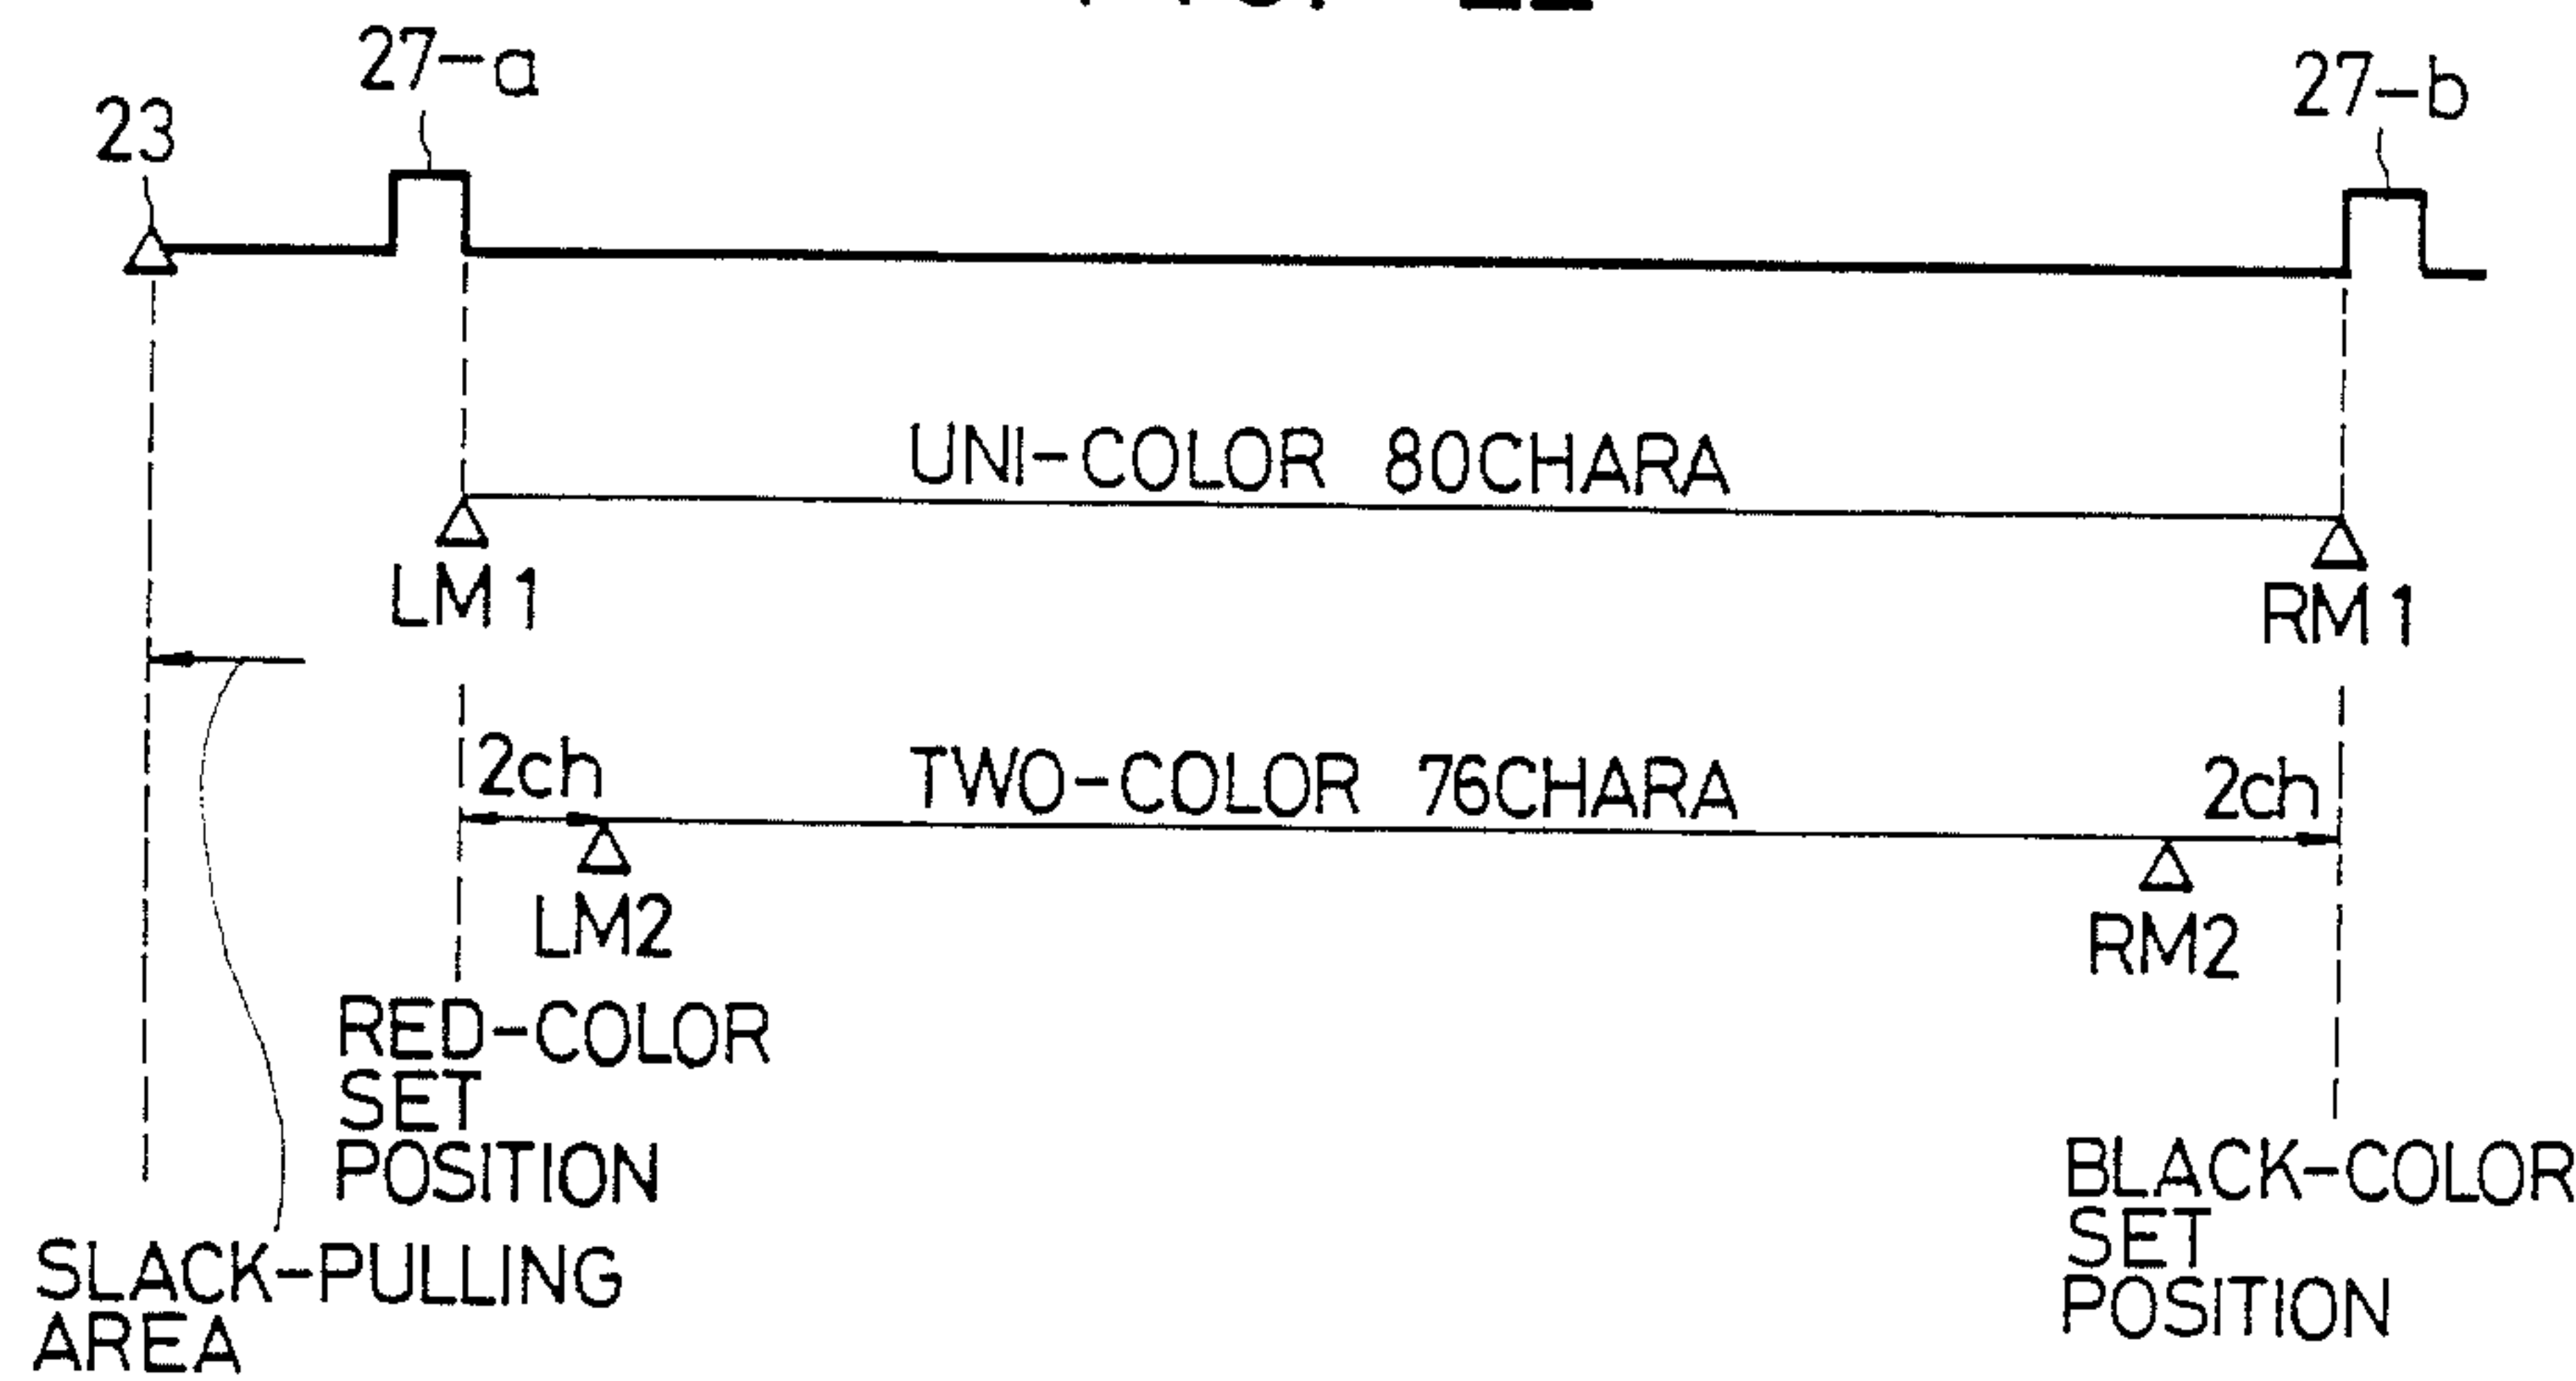 27-a
27-b
23
UNI-COLOR 80CHARA
LM1
RM1
2ch
TWO-COLOR 76CHARA
2ch
LM2
RM2
RED-COLOR
SET
POSITION
BLACK-COLOR
SET
POSITION
SLACK-PULLING
AREA